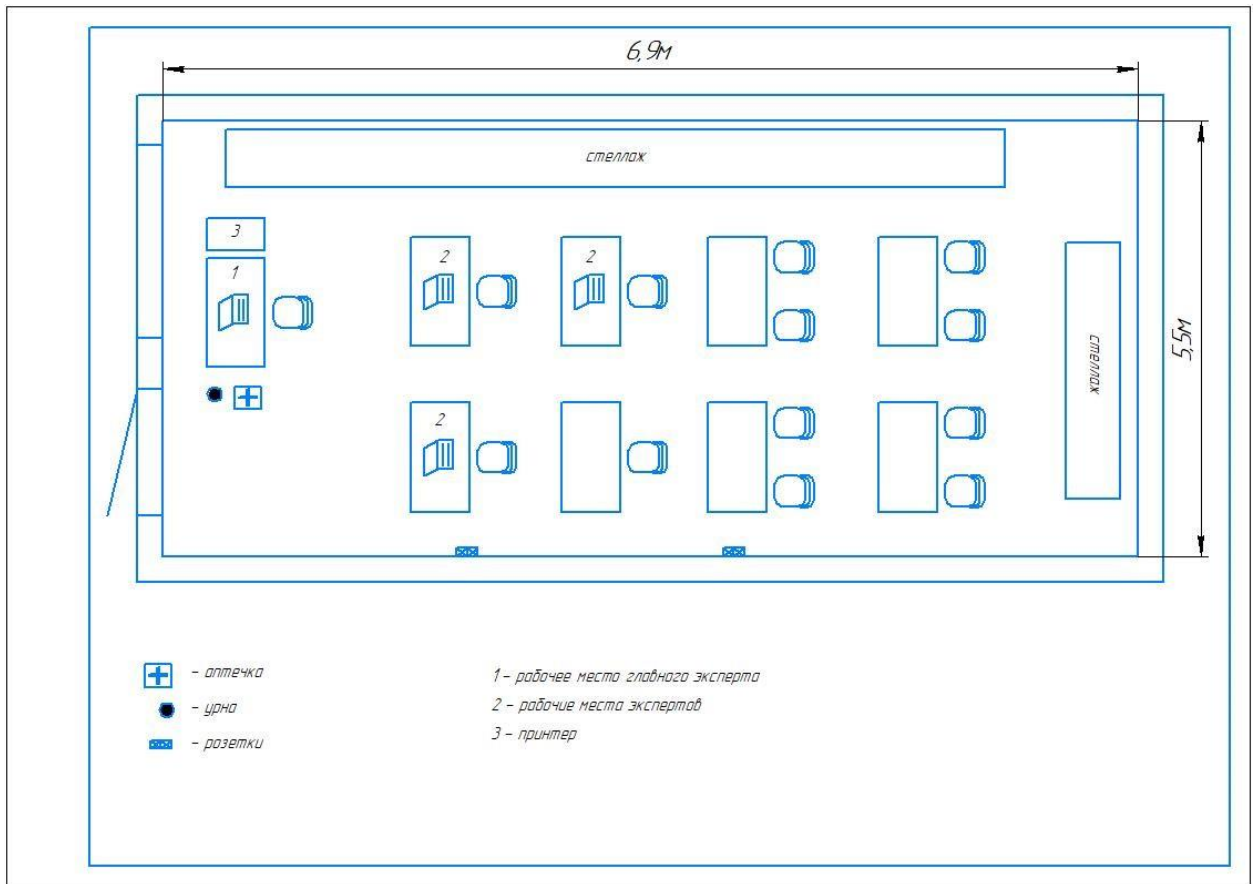 6,9м
стеллаж
3
1
2
2
стеллаж
5,5м
2
- аптечка
- урна
- розетки
1 - рабочее место главного эксперта
2 - рабочие места экспертов
3 - принтер